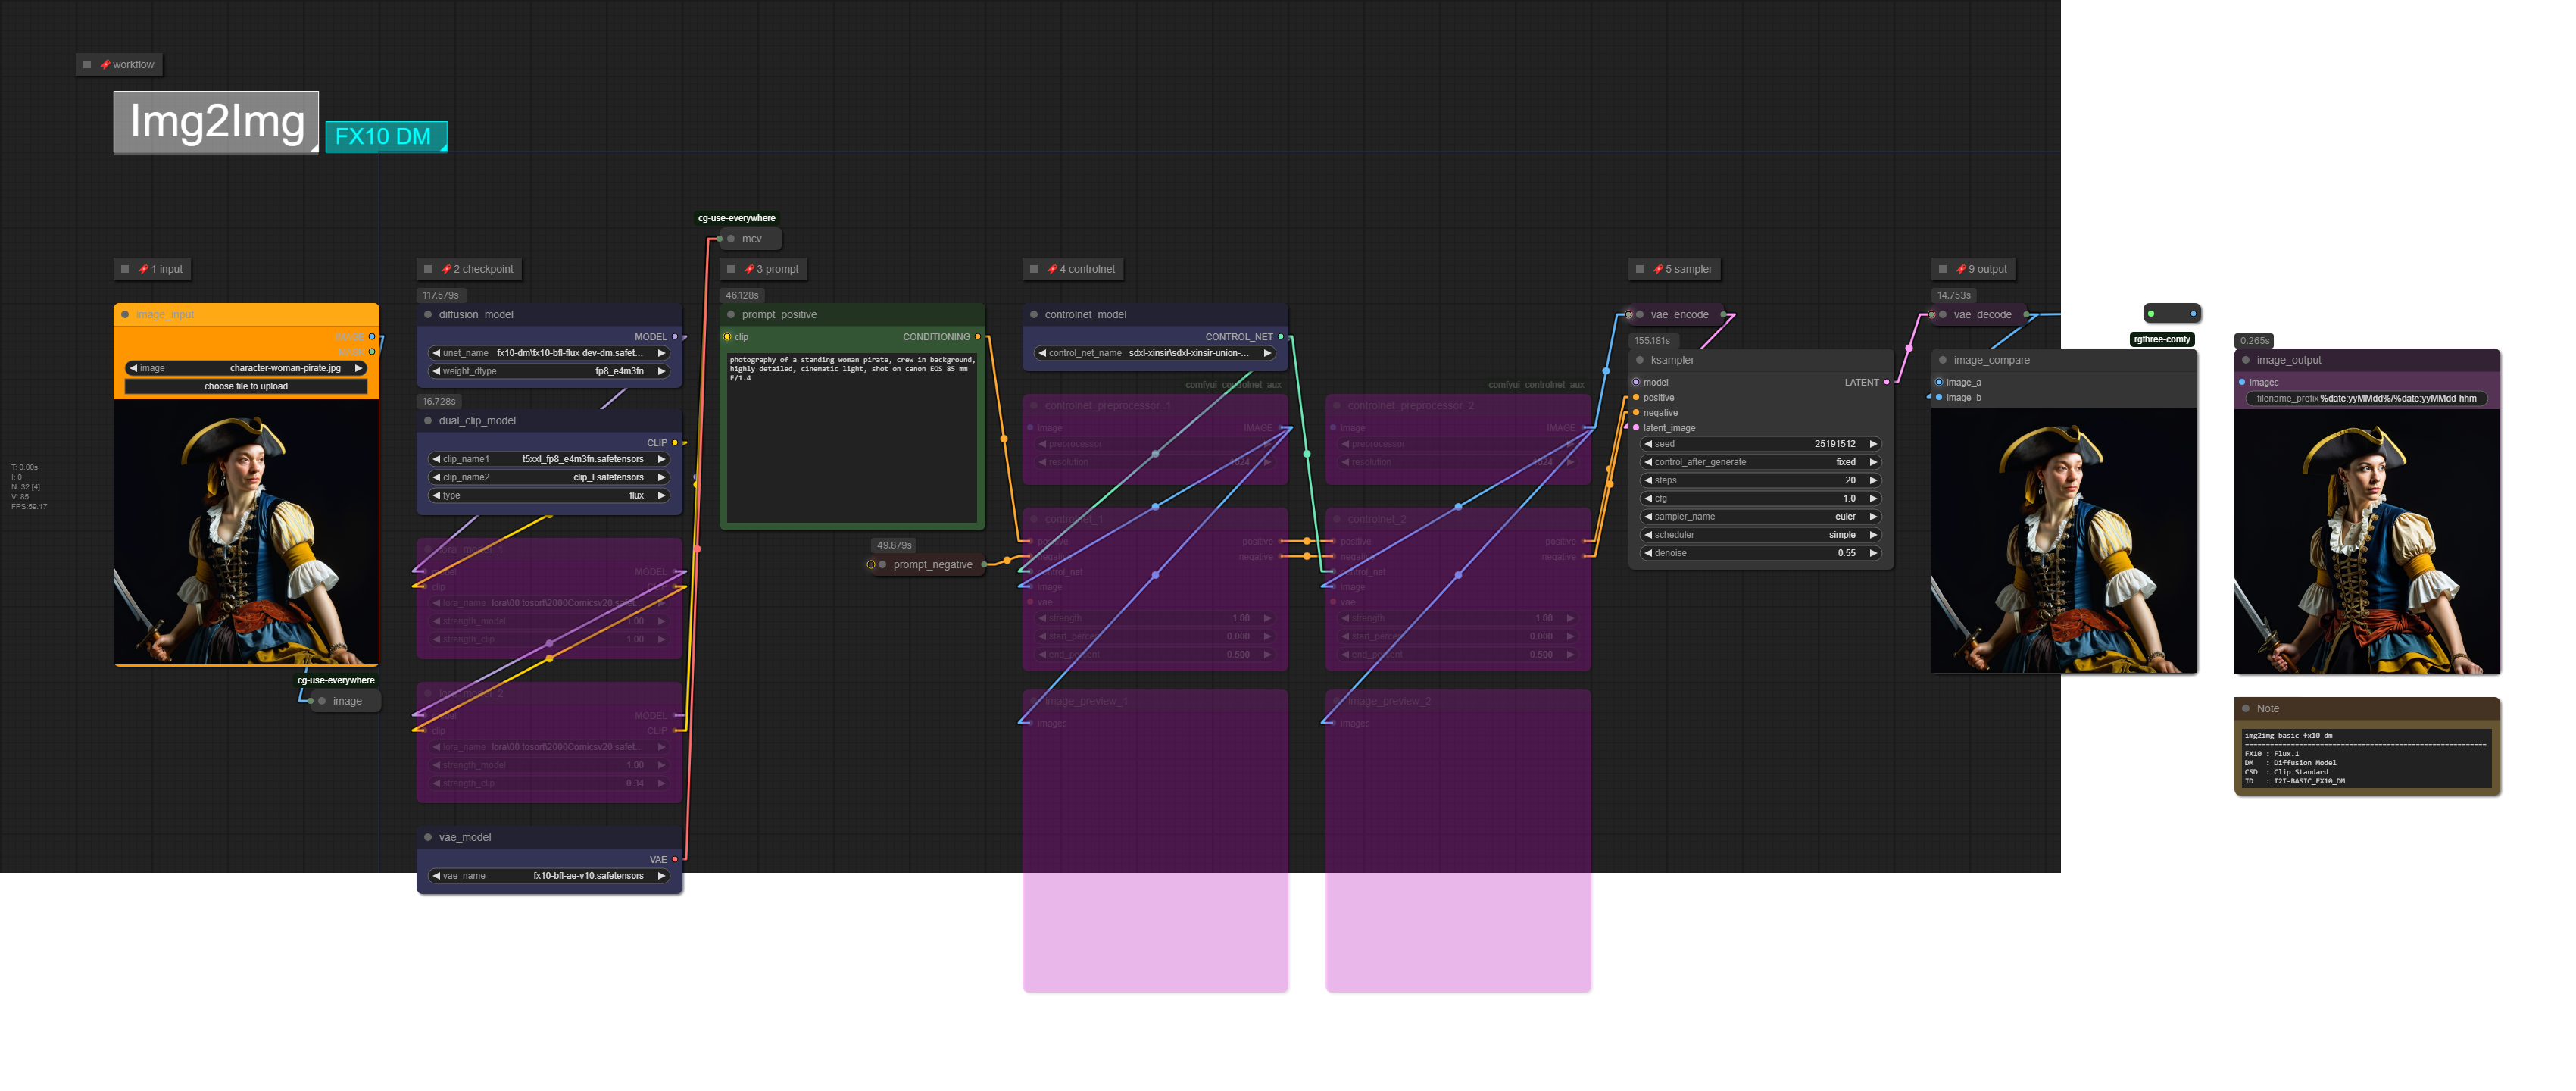 workflow
Img2Img
FX10 DM
cg-use-everywhere
mcv
1 input
2 checkpoint
3 prompt
4 controlnet
5 sampler
9 output
image_input
IMAGE
MASK
image character-woman-pirate.jpg
choose file to upload
cg-use-everywhere
image
T: 0.00s
I: 0
N: 32 [4]
V: 85
FPS:59.17
117.579s
diffusion_model
MODEL
unet_name fx10-dm\fx10-bfl-flux dev-dm.safet...
weight_dtype fp8_e4m3fn
16.728s
dual_clip_model
CLIP
clip_name1 t5xxl_fp8_e4m3fn.safetensors
clip_name2 clip_l.safetensors
type flux
lora_model_1
model MODEL
clip CLIP
lora_name lora\00 tosort\2000Comicsv20.safet...
strength_model 1.00
strength_clip 1.00
lora_model_2
model MODEL
clip CLIP
lora_name lora\00 tosort\2000Comicsv20.safet...
strength_model 1.00
strength_clip 0.34
vae_model
VAE
vae_name fx10-bfl-ae-v10.safetensors
46.128s
prompt_positive
clip CONDITIONING
photography of a standing woman pirate, crew in background,
highly detailed, cinematic light, shot on canon EOS 85 mm
F/1.4
49.879s
prompt_negative
controlnet_model
CONTROL_NET
control_net_name sdxl-xinsir\sdxl-xinsir-union-...
comfyui_controlnet_aux
controlnet_preprocessor_1
image IMAGE
preprocessor
resolution 1024
controlnet_1
positive positive
negative negative
control_net
image
vae
strength 1.00
start_percent 0.000
end_percent 0.500
image_preview_1
images
comfyui_controlnet_aux
controlnet_preprocessor_2
image IMAGE
preprocessor
resolution 1024
controlnet_2
positive positive
negative negative
control_net
image
vae
strength 1.00
start_percent 0.000
end_percent 0.500
image_preview_2
images
vae_encode
155.181s
ksampler
model LATENT
positive
negative
latent_image
seed 25191512
control_after_generate fixed
steps 20
cfg 1.0
sampler_name euler
scheduler simple
denoise 0.55
14.753s
vae_decode
rgthree-comfy
image_compare
image_a
image_b
0.265s
image_output
images
filename_prefix %date:yyMMdd%/%date:yyMMdd-hhm
Note
img2img-basic-fx10-dm
FX10 : Flux.1
DM : Diffusion Model
CSD : Clip Standard
ID : I2I-BASIC_FX10_DM